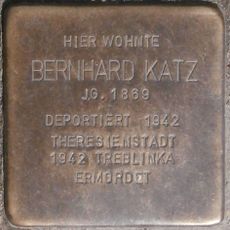 HIER WOHNTE
BERNHARD KATZ
JG. 1869
DEPORTIERT 1942
THERESIENSTADT
1942 TREBLINKA
ERMORDET